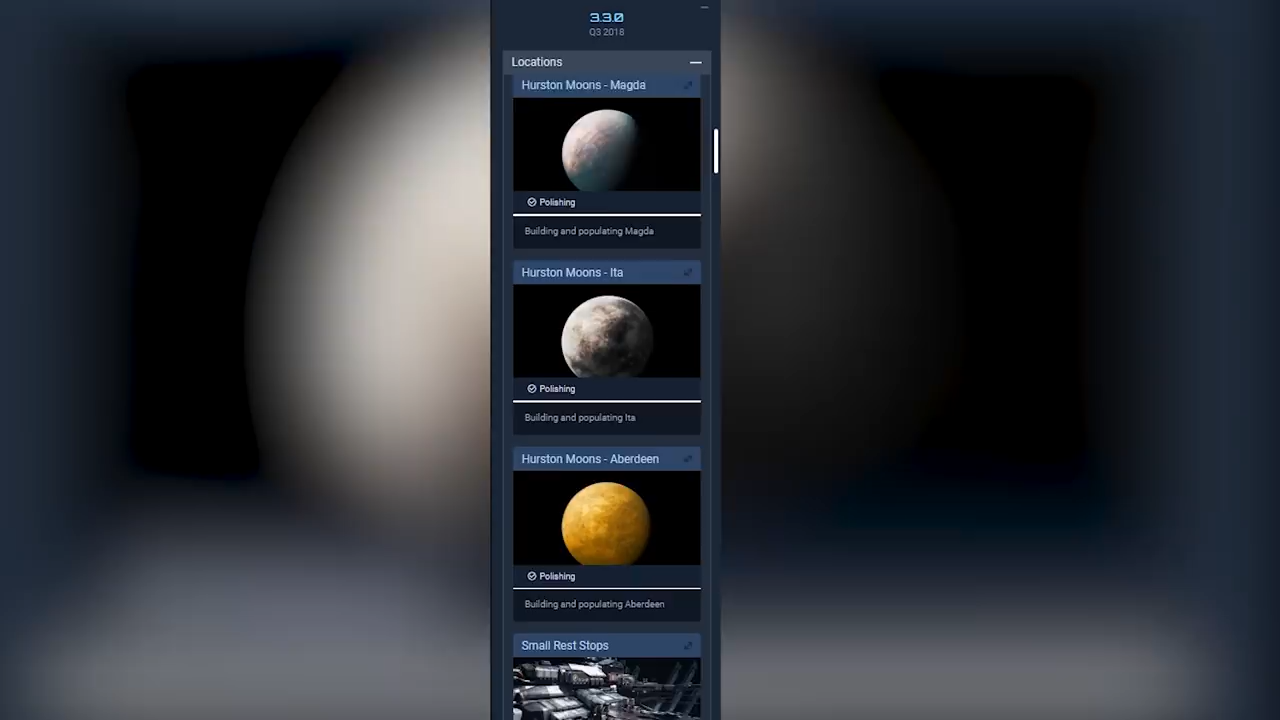 3.3.0
Q3 2018
Locations
Hurston Moons - Magda
Polishing
Building and populating Magda
Hurston Moons - Ita
Polishing
Building and populating Ita
Hurston Moons - Aberdeen
Polishing
Building and populating Aberdeen
Small Rest Stops